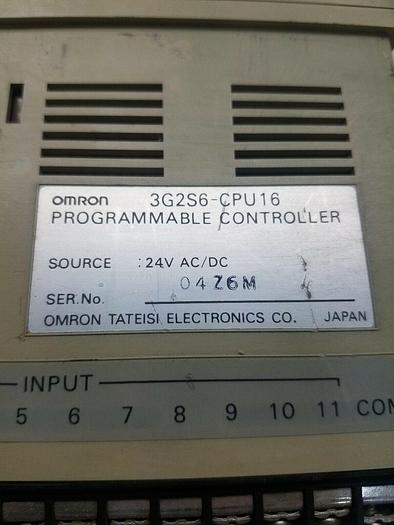 OMRON 3G2S6-CPU16
PROGRAMMABLE CONTROLLER
SOURCE : 24V AC/DC
04Z6M
SER.No.
OMRON TATEISI ELECTRONICS CO. JAPAN
INPUT
5 6 7 8 9 10 11 COM